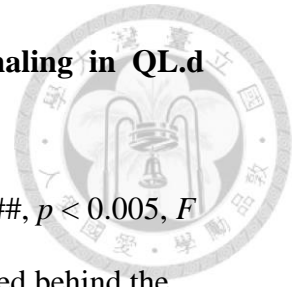 naling in QL.d
##, p < 0.005, F
ed behind the